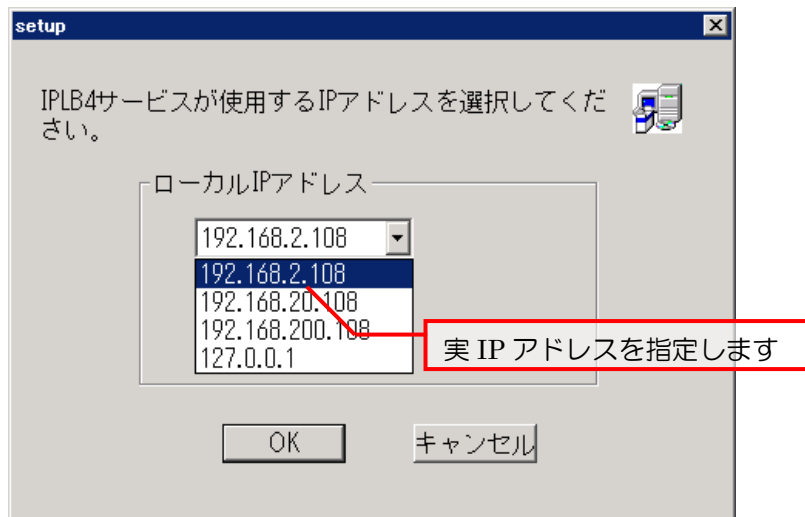 setup
IPLB4サービスが使用するIPアドレスを選択してくだ
さい。
ローカルIPアドレス
192.168.2.108
192.168.2.108
192.168.20.108
192.168.200.108
127.0.0.1
実 IP アドレスを指定します
OK
キャンセル